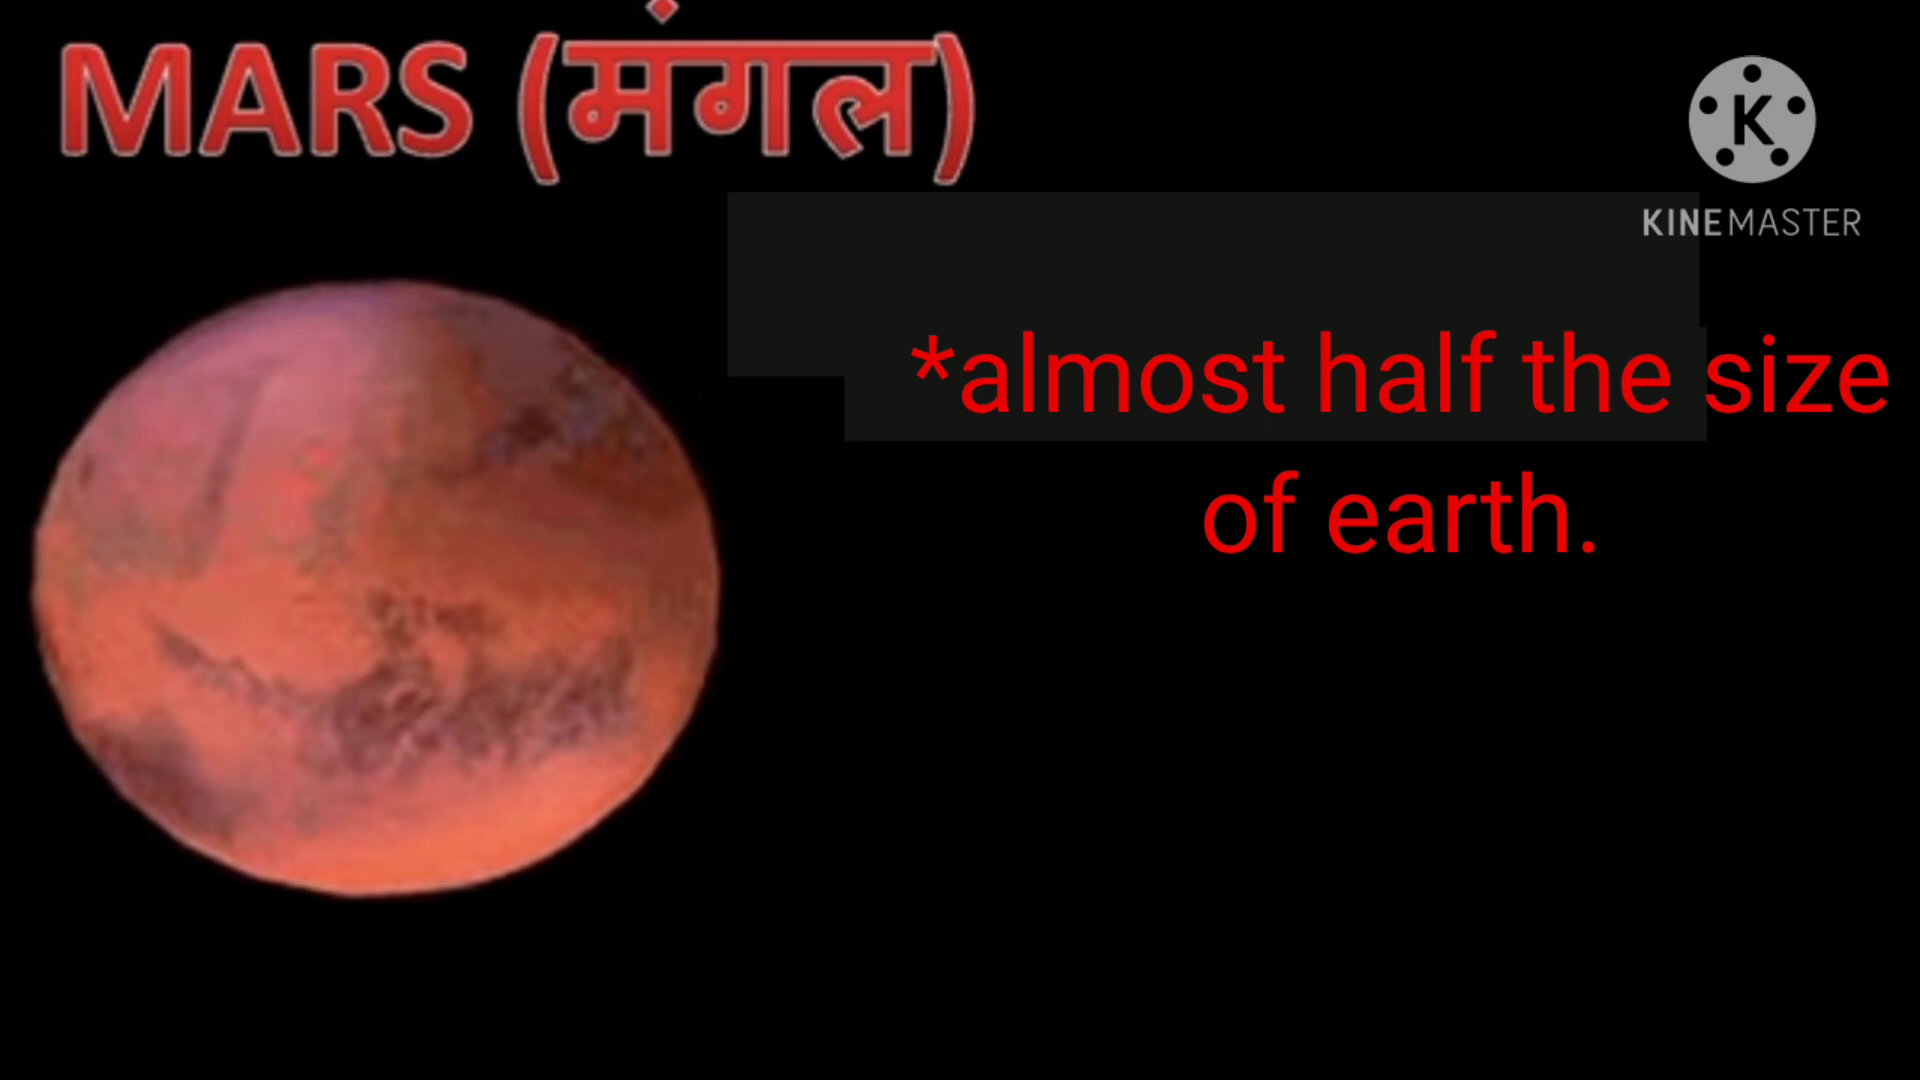 MARS (मंगल)
K
KINEMASTER
*almost half the size
of earth.